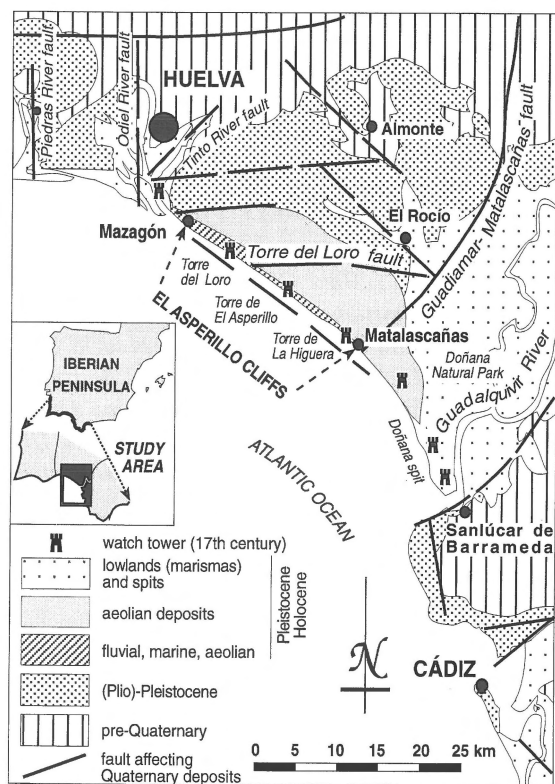 Piedras River fault
Odiel River fault
HUELVA
Tinto River fault
Almonte
Guadiamar- Matalascañas fault
El Rocío
Mazagón
Torre del Loro fault
Torre
del Loro
Torre de
El Asperillo
Torre de
La Higuera
EL ASPERILLO CLIFFS
Matalascañas
Doñana
Natural Park
Guadalquivir River
IBERIAN
PENINSULA
STUDY
AREA
ATLANTIC OCEAN
Doñana spit
Sanlúcar de
Barrameda
watch tower (17th century)
lowlands (marismas)
and spits
aeolian deposits
fluvial, marine, aeolian
Pleistocene
Holocene
(Plio)-Pleistocene
pre-Quaternary
fault affecting
Quaternary deposits
N
CÁDIZ
0 5 10 15 20 25 km